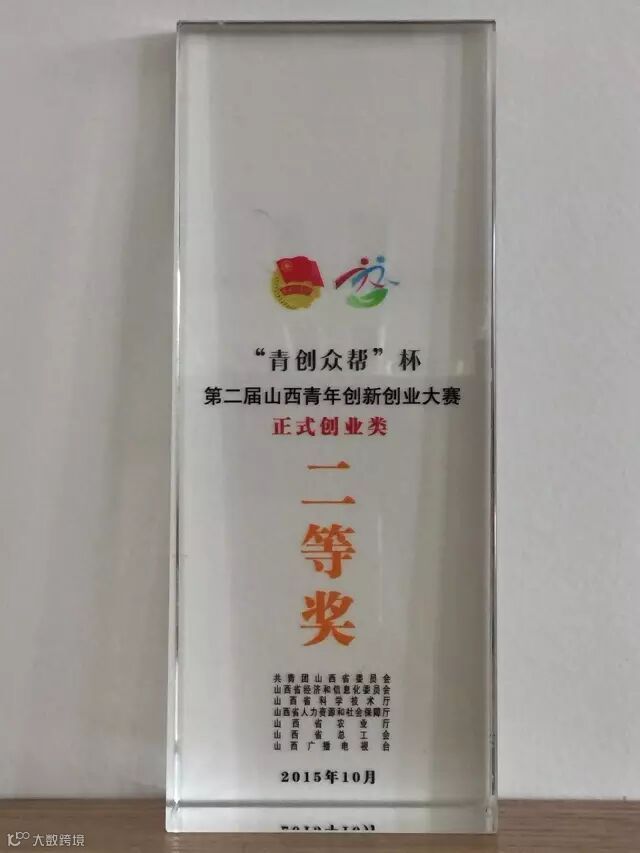 “青创众帮”杯
第二届山西青年创新创业大赛
正式创业类
二
等
奖
共青团山西省委员会
山西省经济和信息化委员会
山西省科学技术厅
山西省人力资源和社会保障厅
山西省农业厅
山西省总工会
山西广播电视台
2015年10月
大数跨境